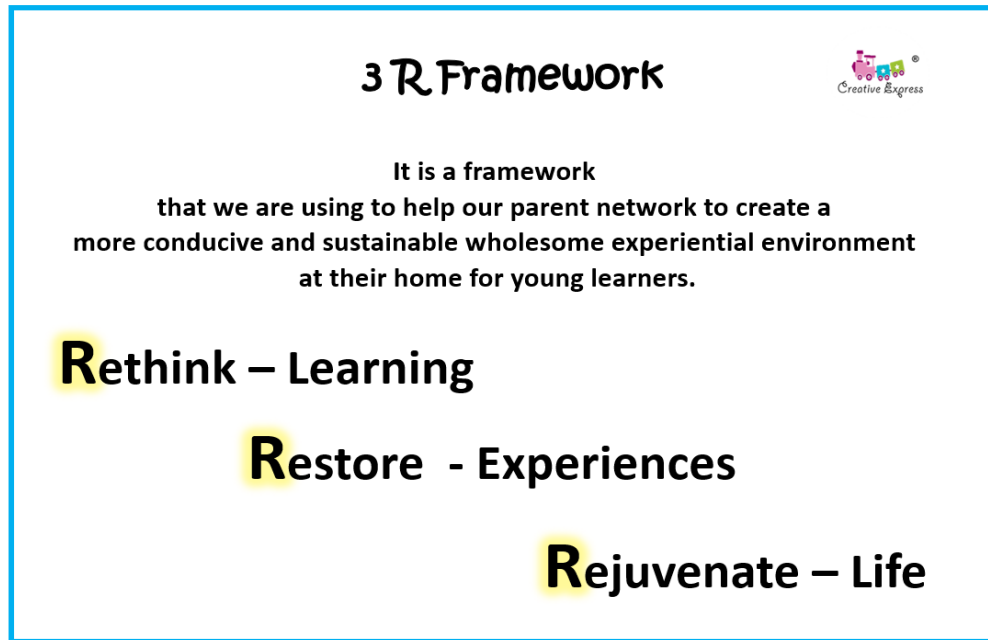 3 R Framework
®
Creative Express
It is a framework
that we are using to help our parent network to create a
more conducive and sustainable wholesome experiential environment
at their home for young learners.
Rethink – Learning
Restore - Experiences
Rejuvenate – Life